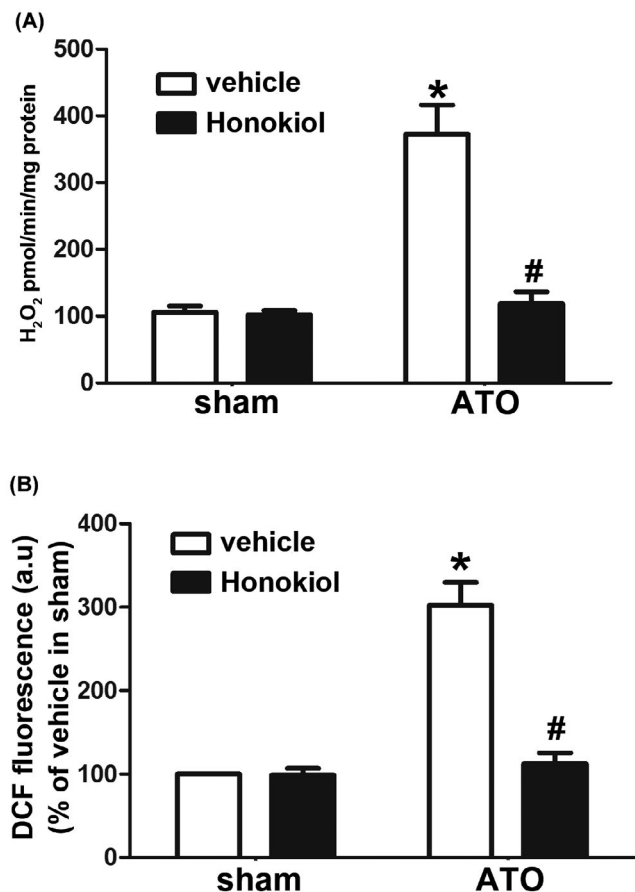 (A)
H₂O₂ pmol/min/mg protein
500
400
300
200
100
0
vehicle
Honokiol
*
#
sham
ATO
(B)
DCF fluorescence (a.u)
(% of vehicle in sham)
400
300
200
100
0
vehicle
Honokiol
*
#
sham
ATO